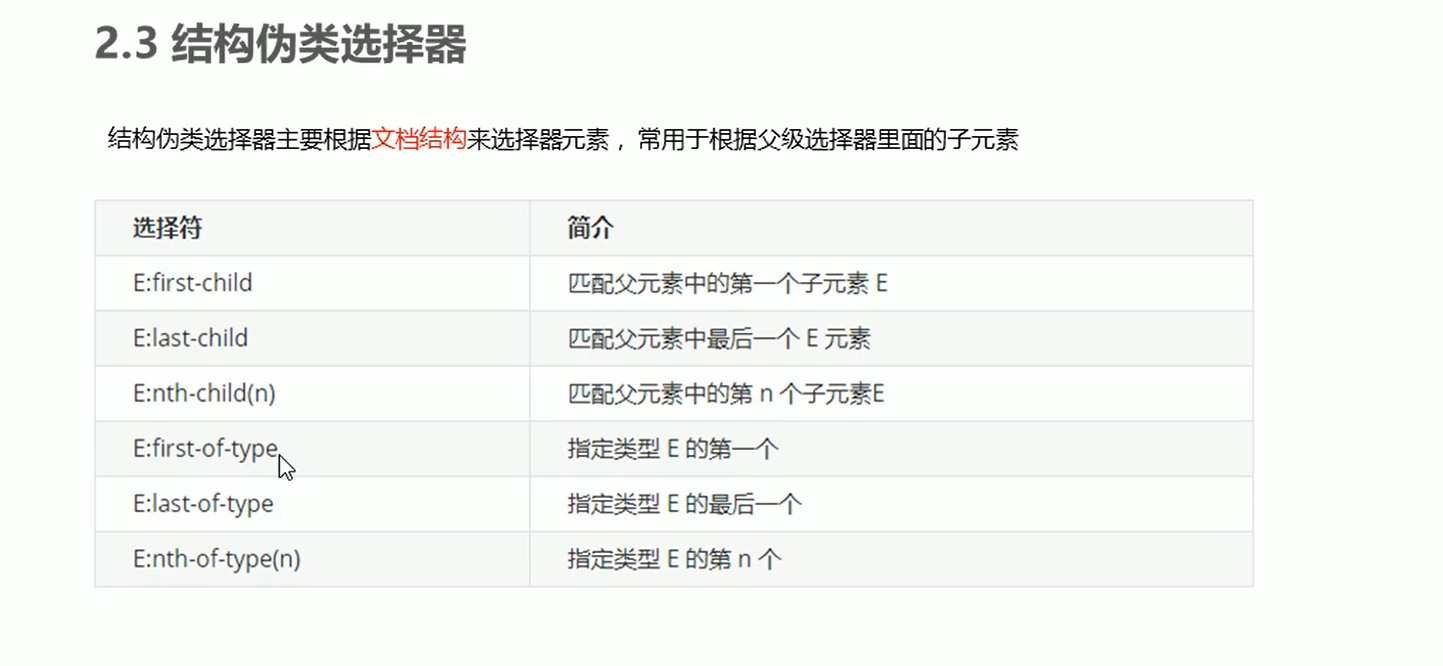 2.3 结构伪类选择器
结构伪类选择器主要根据文档结构来选择器元素，常用于根据父级选择器里面的子元素
选择符 简介
E:first-child 匹配父元素中的第一个子元素 E
E:last-child 匹配父元素中最后一个 E 元素
E:nth-child(n) 匹配父元素中的第 n 个子元素E
E:first-of-type 指定类型 E 的第一个
E:last-of-type 指定类型 E 的最后一个
E:nth-of-type(n) 指定类型 E 的第 n 个